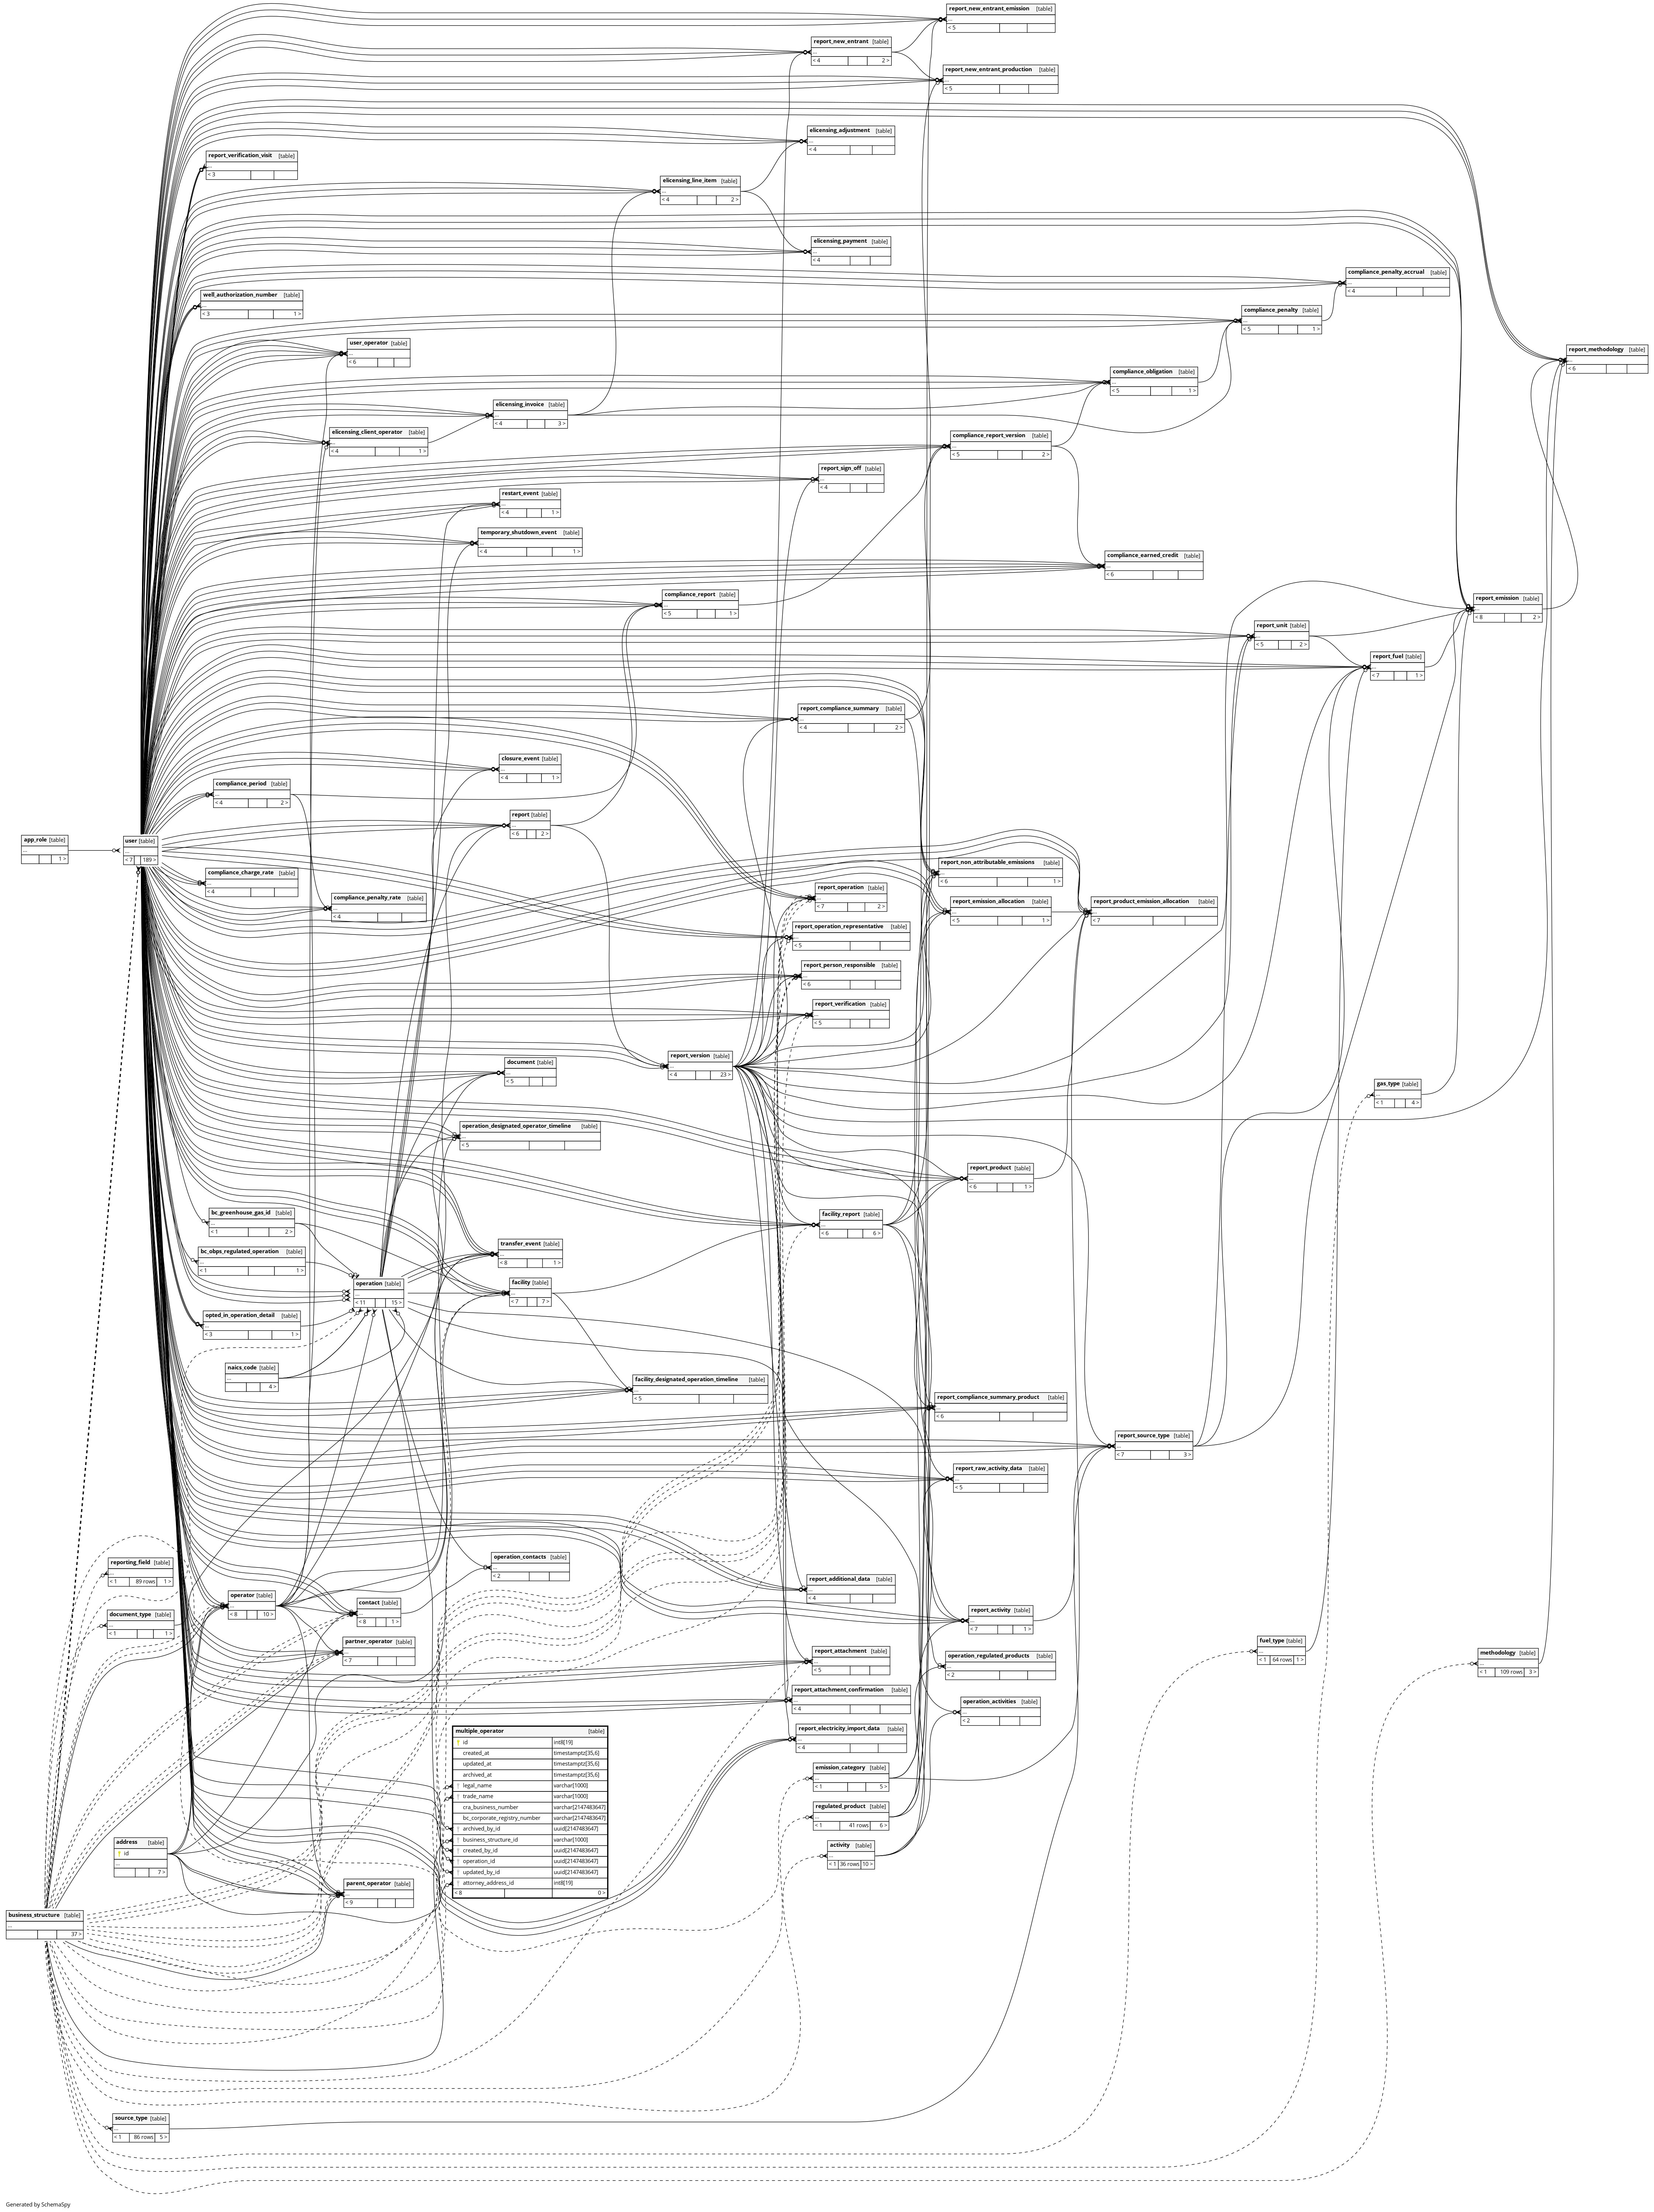 report_new_entrant_emission [table]
...
< 5
report_new_entrant [table]
...
< 4 2 >
report_new_entrant_production [table]
...
< 5
elicensing_adjustment [table]
...
< 4
report_verification_visit [table]
...
< 3
elicensing_line_item [table]
...
< 4 2 >
elicensing_payment [table]
...
< 4
compliance_penalty_accrual [table]
...
< 4
well_authorization_number [table]
...
< 3 1 >
compliance_penalty [table]
...
< 5 1 >
user_operator [table]
...
< 6
report_methodology [table]
...
< 6
compliance_obligation [table]
...
< 5 1 >
elicensing_invoice [table]
...
< 4 3 >
elicensing_client_operator [table]
...
< 4 1 >
compliance_report_version [table]
...
< 5 2 >
report_sign_off [table]
...
< 4
restart_event [table]
...
< 4 1 >
temporary_shutdown_event [table]
...
< 4 1 >
compliance_earned_credit [table]
...
< 6
compliance_report [table]
...
< 5 1 >
report_emission [table]
...
< 8 2 >
report_unit [table]
...
< 5 2 >
report_fuel [table]
...
< 7 1 >
report_compliance_summary [table]
...
< 4 2 >
closure_event [table]
...
< 4 1 >
compliance_period [table]
...
< 4 2 >
report [table]
...
< 6 2 >
app_role [table]
...
1 >
user [table]
...
< 7 189 >
compliance_charge_rate [table]
...
< 4
report_non_attributable_emissions [table]
...
< 6 1 >
compliance_penalty_rate [table]
...
< 4
report_operation [table]
...
< 7 2 >
report_emission_allocation [table]
...
< 5 1 >
report_product_emission_allocation [table]
...
< 7
report_operation_representative [table]
...
< 5
report_person_responsible [table]
...
< 6
report_verification [table]
...
< 5
report_version [table]
...
< 4 23 >
document [table]
...
< 5
gas_type [table]
...
< 1 4 >
operation_designated_operator_timeline [table]
...
< 5
report_product [table]
...
< 6 1 >
bc_greenhouse_gas_id [table]
...
< 1 2 >
facility_report [table]
...
< 6 6 >
bc_obps_regulated_operation [table]
...
< 1 1 >
transfer_event [table]
...
< 8 1 >
operation [table]
...
< 11 15 >
facility [table]
...
< 7 7 >
opted_in_operation_detail [table]
...
< 3 1 >
naics_code [table]
...
4 >
facility_designated_operation_timeline [table]
...
< 5
report_compliance_summary_product [table]
...
< 6
report_source_type [table]
...
< 7 3 >
report_raw_activity_data [table]
...
< 5
reporting_field [table]
...
< 1 89 rows 1 >
operation_contacts [table]
...
< 2
report_additional_data [table]
...
< 4
operator [table]
...
< 8 10 >
contact [table]
...
< 8 1 >
report_activity [table]
...
< 7 1 >
document_type [table]
...
< 1 1 >
partner_operator [table]
...
< 7
fuel_type [table]
...
< 1 64 rows 1 >
report_attachment [table]
...
< 5
operation_regulated_products [table]
...
< 2
methodology [table]
...
< 1 109 rows 3 >
report_attachment_confirmation [table]
...
< 4
operation_activities [table]
...
< 2
report_electricity_import_data [table]
...
< 4
multiple_operator [table]
id int8[19]
created_at timestamptz[35,6]
updated_at timestamptz[35,6]
archived_at timestamptz[35,6]
legal_name varchar[1000]
trade_name varchar[1000]
cra_business_number varchar[2147483647]
bc_corporate_registry_number varchar[2147483647]
archived_by_id uuid[2147483647]
business_structure_id varchar[1000]
created_by_id uuid[2147483647]
operation_id uuid[2147483647]
updated_by_id uuid[2147483647]
attorney_address_id int8[19]
< 8 0 >
emission_category [table]
...
< 1 5 >
regulated_product [table]
...
< 1 41 rows 6 >
activity [table]
...
< 1 36 rows 10 >
address [table]
id
...
7 >
parent_operator [table]
...
< 9
business_structure [table]
...
37 >
source_type [table]
...
< 1 86 rows 5 >
Generated by SchemaSpy